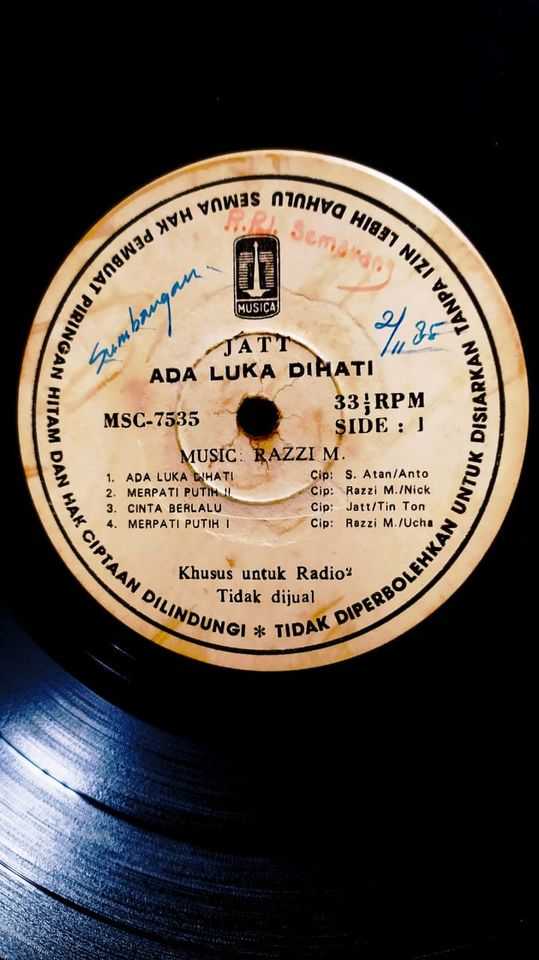 SEMUA HAK PEMBUAT PIRINGAN HITAM DAN HAK CIPTAAN DILINDUNGI * TIDAK DIPERBOLEHKAN UNTUK DISIARKAN TANPA IZIN LEBIH DAHULU
R.R.I. Semarang
Sumbangan
MUSICA
2/11 85
JATT
ADA LUKA DIHATI
MSC-7535
33⅓ RPM
SIDE : 1
MUSIC: RAZZI M.
1. ADA LUKA DIHATI Cip: S. Atan/Anto
2. MERPATI PUTIH II Cip: Razzi M./Nick
3. CINTA BERLALU Cip: Jatt/Tin Ton
4. MERPATI PUTIH I Cip: Razzi M./Ucha
Khusus untuk Radio²
Tidak dijual